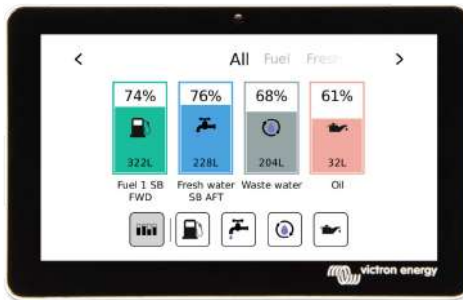 All Fuel Fresh
74% 76% 68% 61%
322L 228L 204L 32L
Fuel 1 SB Fresh water Waste water Oil
FWD SB AFT
victron energy